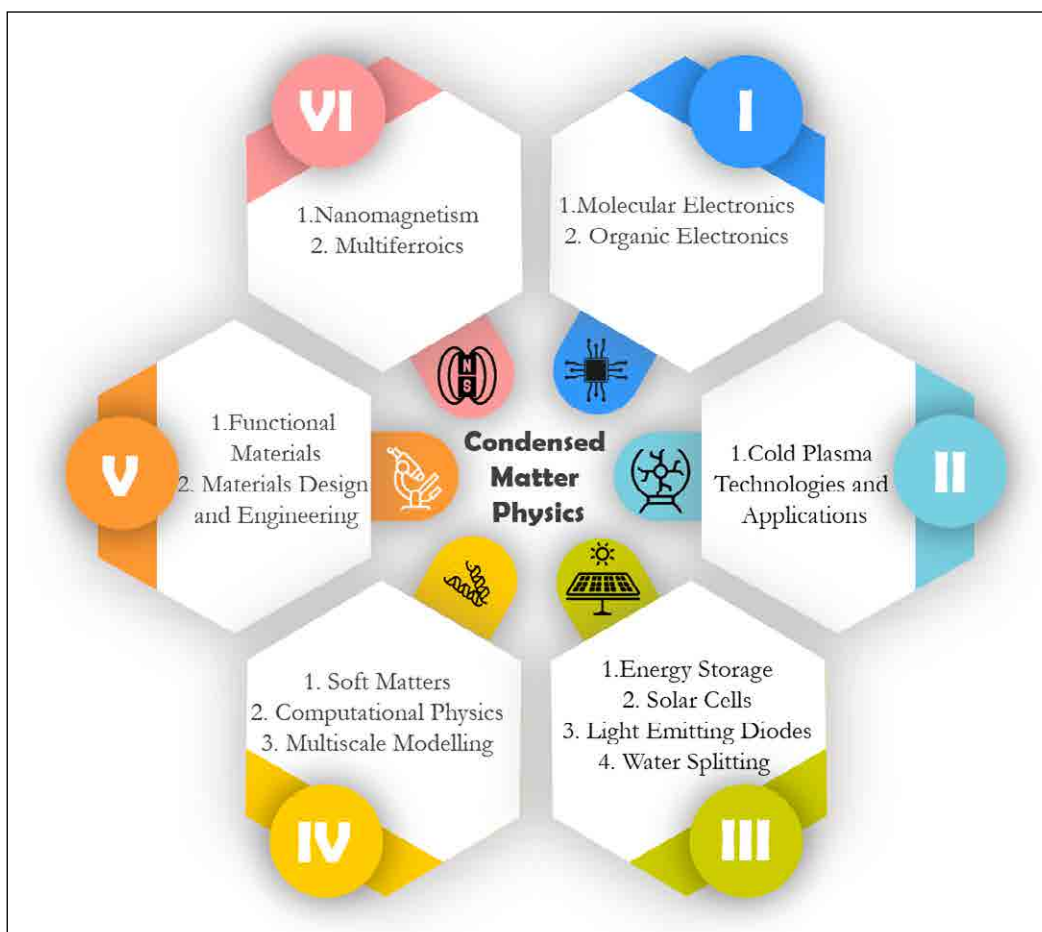 VI
1.Nanomagnetism
2. Multiferroics
I
1.Molecular Electronics
2. Organic Electronics
N
S
Condensed
Matter
Physics
V
1.Functional
Materials
2. Materials Design
and Engineering
II
1.Cold Plasma
Technologies and
Applications
IV
1. Soft Matters
2. Computational Physics
3. Multiscale Modelling
III
1.Energy Storage
2. Solar Cells
3. Light Emitting Diodes
4. Water Splitting